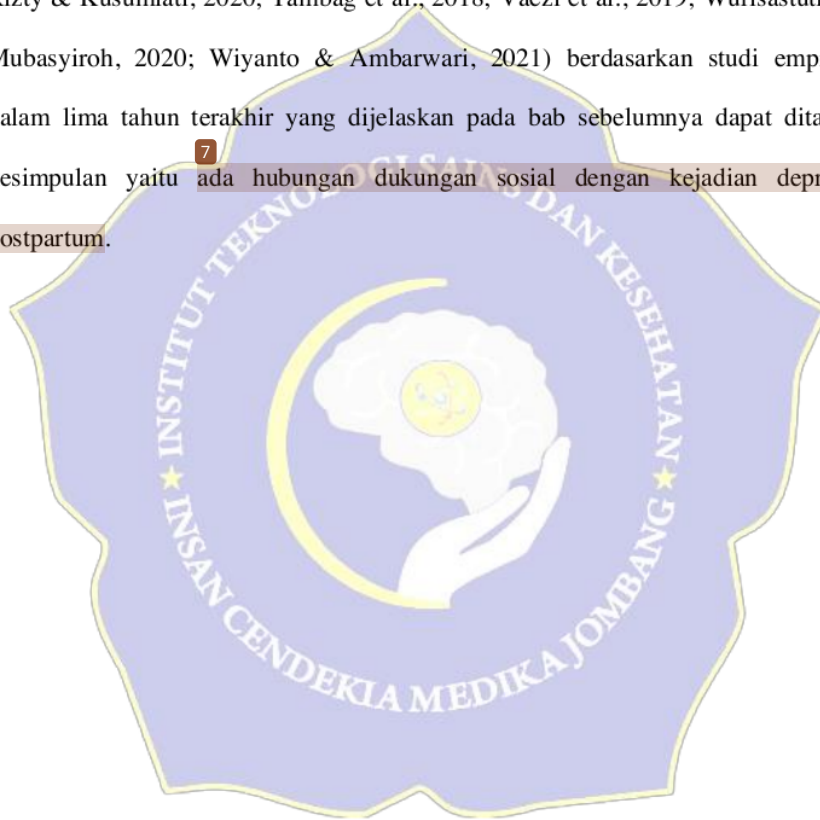 Kusumiati, 2020; Tambag et al., 2018; Vaezi et al., 2019; Wurisastuti
Mubasyiroh, 2020; Wiyanto & Ambarwari, 2021) berdasarkan studi emp
alam lima tahun terakhir yang dijelaskan pada bab sebelumnya dapat dita
7
esimpulan yaitu ada hubungan dukungan sosial dengan kejadian depr
ostpartum.
INSTITUT TEKNOLOGI SAINS DAN KESEHATAN
INSAN CENDEKIA MEDIKA JOMBANG